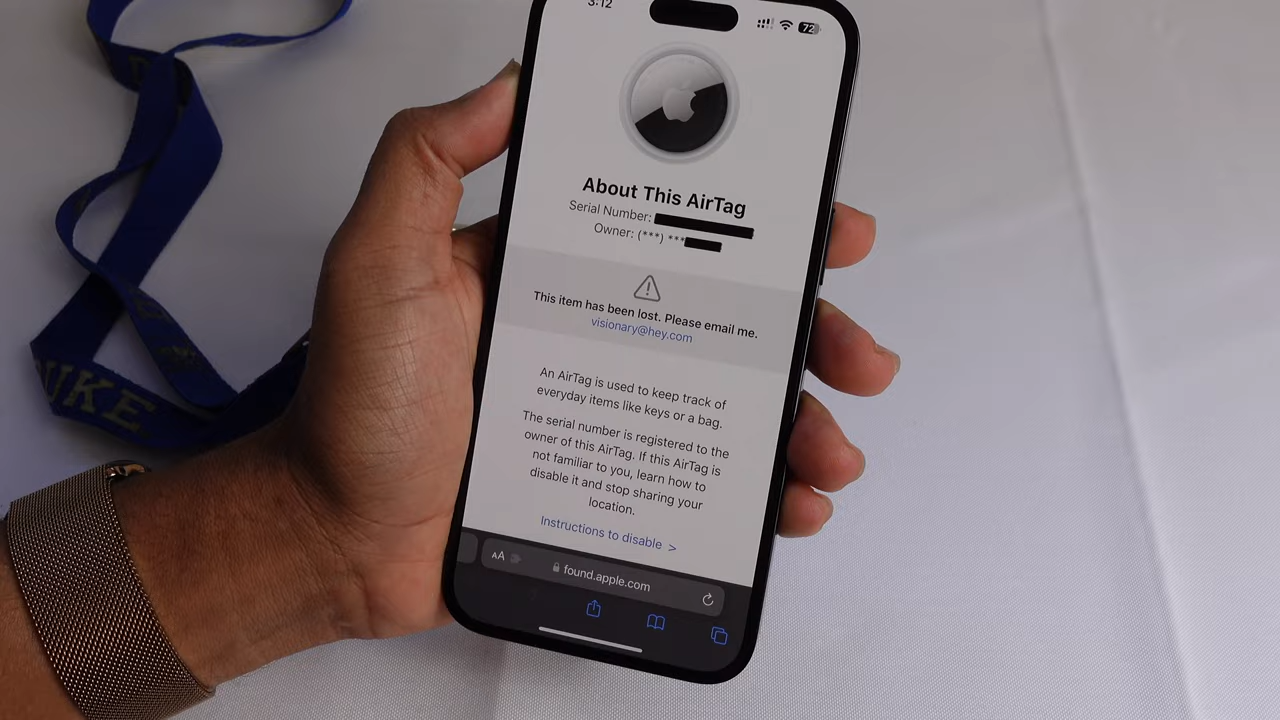 3:12
72
About This AirTag
Serial Number:
Owner: (***) ***
This item has been lost. Please email me.
visionary@hey.com
An AirTag is used to keep track of
everyday items like keys or a bag.
The serial number is registered to the
owner of this AirTag. If this AirTag is
not familiar to you, learn how to
disable it and stop sharing your
location.
Instructions to disable >
AA
found.apple.com
DUKE